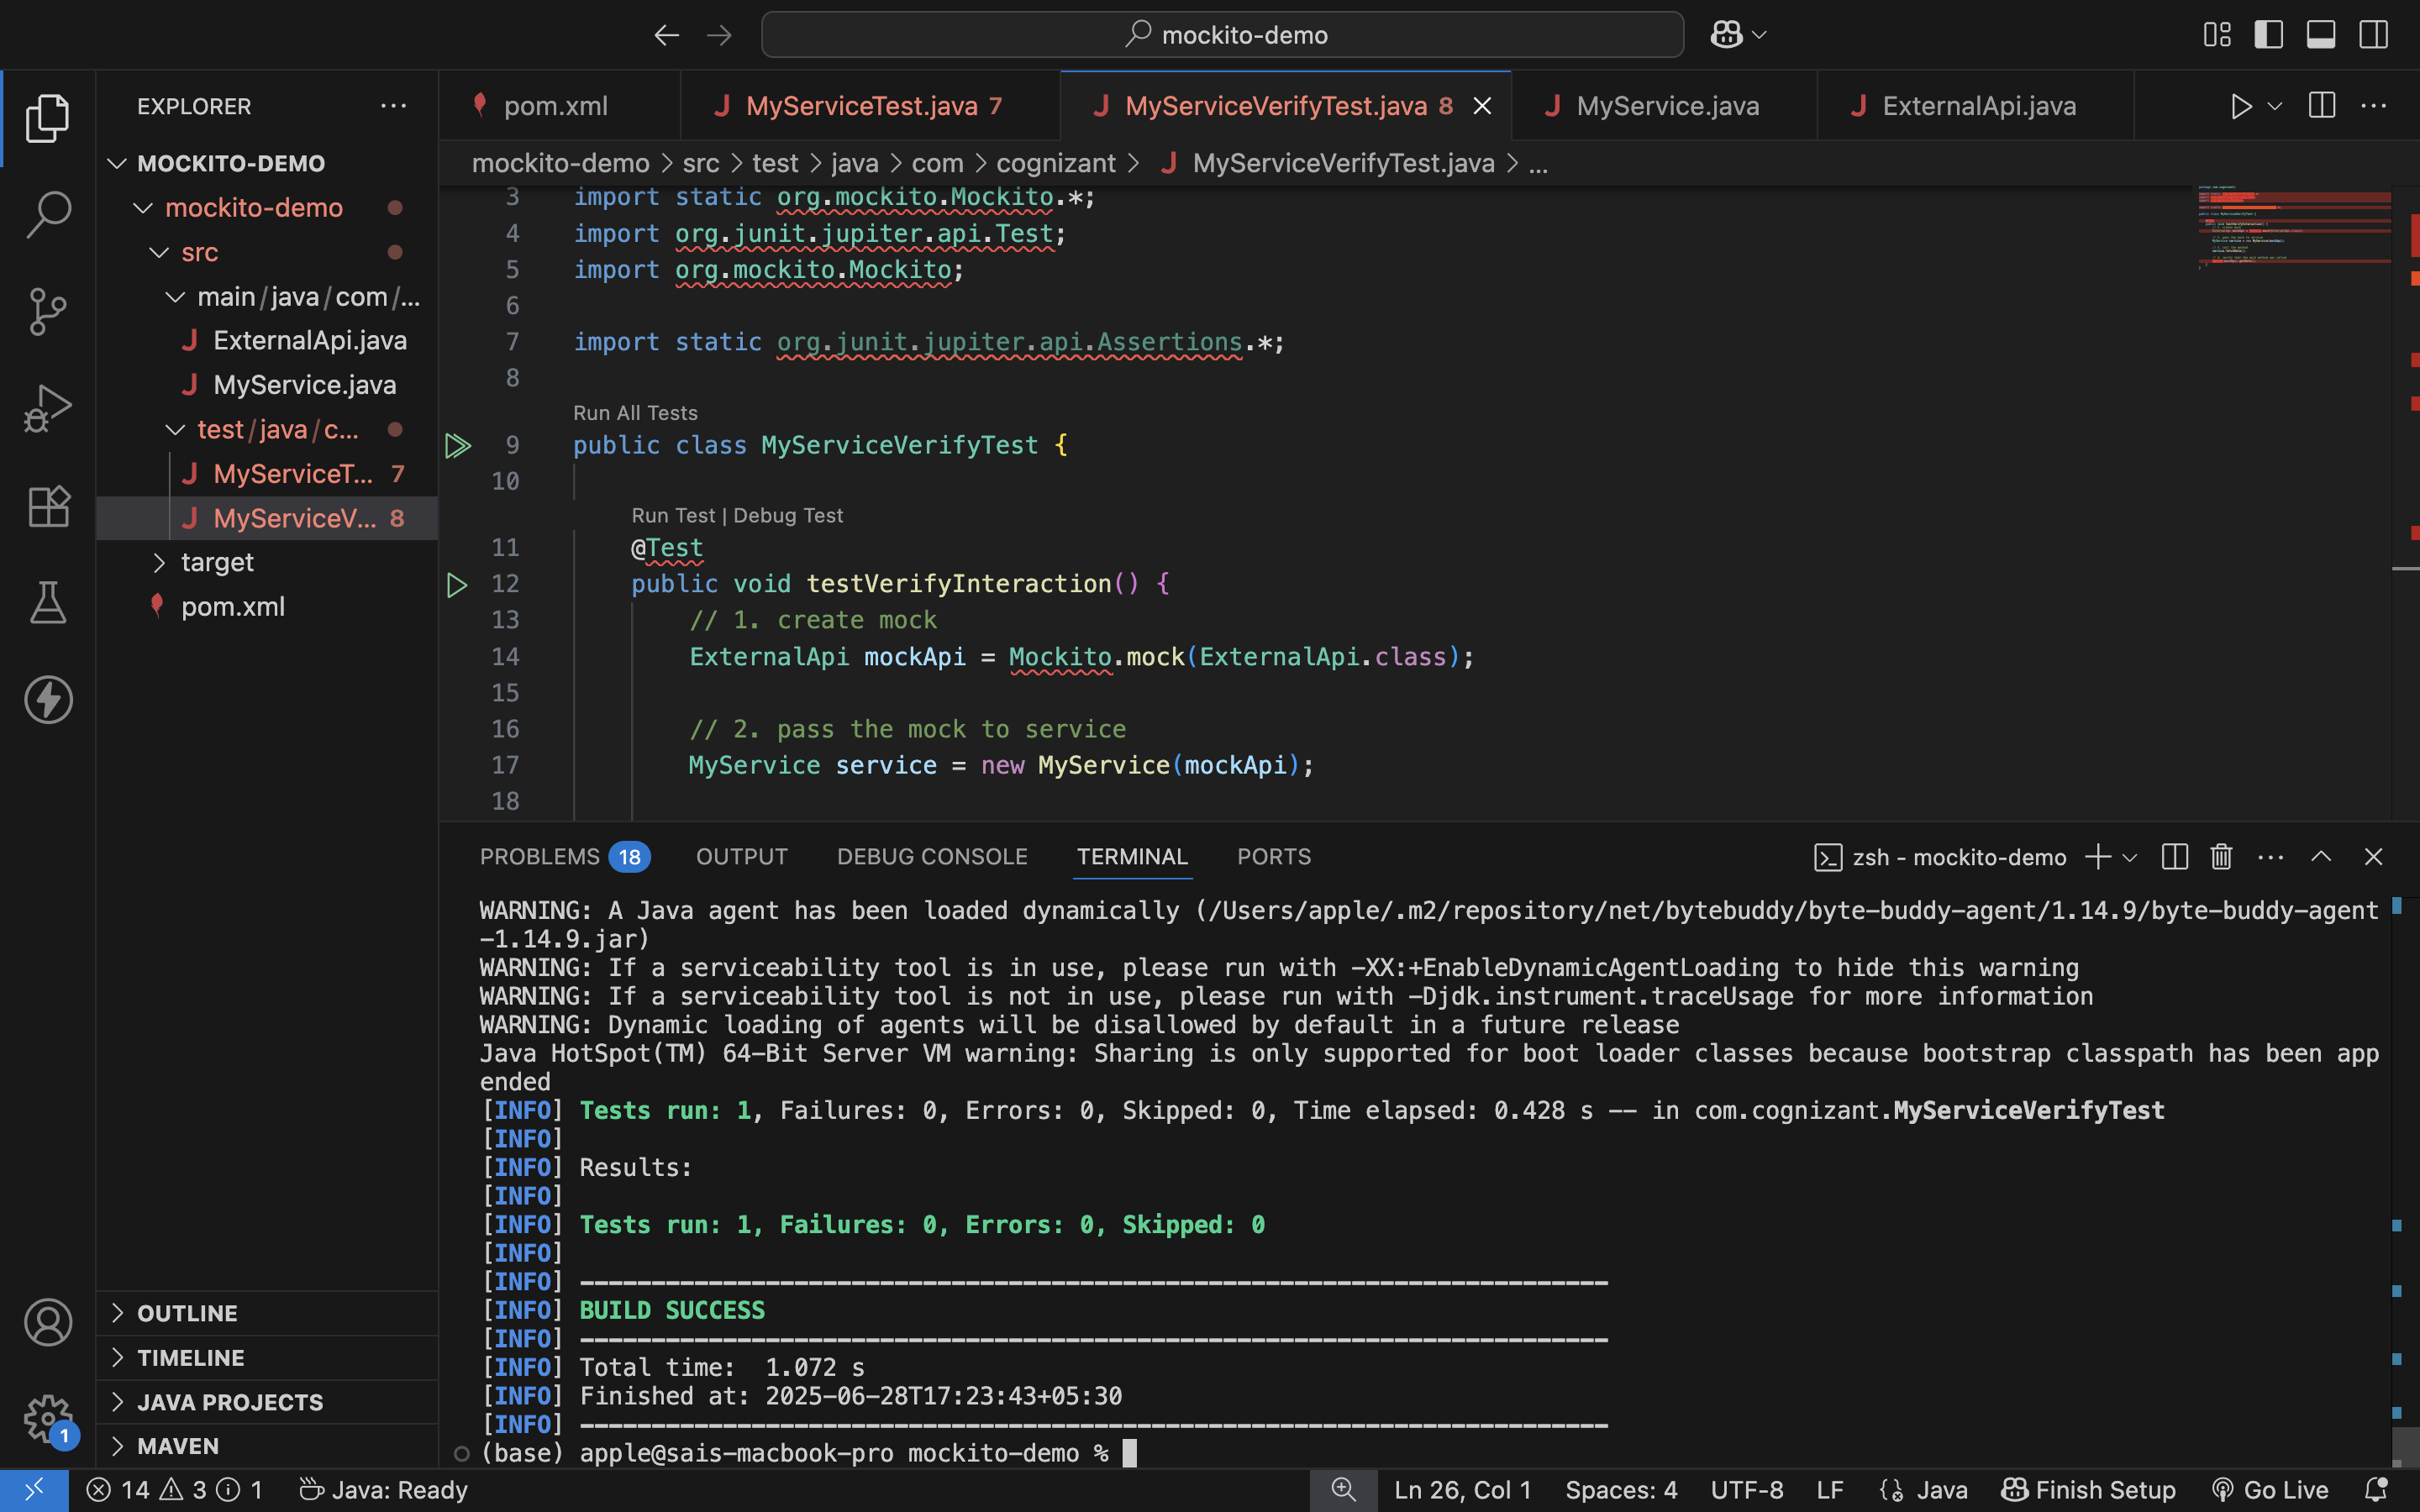 mockito-demo
EXPLORER
MOCKITO-DEMO
mockito-demo
src
main/java/com/...
ExternalApi.java
MyService.java
test/java/c...
MyServiceT... 7
MyServiceV... 8
target
pom.xml
OUTLINE
TIMELINE
JAVA PROJECTS
MAVEN
1
pom.xml
MyServiceTest.java 7
MyServiceVerifyTest.java 8
MyService.java
ExternalApi.java
mockito-demo > src > test > java > com > cognizant > MyServiceVerifyTest.java > ...
3 import static org.mockito.Mockito.*;
4 import org.junit.jupiter.api.Test;
5 import org.mockito.Mockito;
6
7 import static org.junit.jupiter.api.Assertions.*;
8
Run All Tests
9 public class MyServiceVerifyTest {
10
Run Test | Debug Test
11 @Test
12 public void testVerifyInteraction() {
13 // 1. create mock
14 ExternalApi mockApi = Mockito.mock(ExternalApi.class);
15
16 // 2. pass the mock to service
17 MyService service = new MyService(mockApi);
18
PROBLEMS 18 OUTPUT DEBUG CONSOLE TERMINAL PORTS
zsh - mockito-demo
WARNING: A Java agent has been loaded dynamically (/Users/apple/.m2/repository/net/bytebuddy/byte-buddy-agent/1.14.9/byte-buddy-agent
-1.14.9.jar)
WARNING: If a serviceability tool is in use, please run with -XX:+EnableDynamicAgentLoading to hide this warning
WARNING: If a serviceability tool is not in use, please run with -Djdk.instrument.traceUsage for more information
WARNING: Dynamic loading of agents will be disallowed by default in a future release
Java HotSpot(TM) 64-Bit Server VM warning: Sharing is only supported for boot loader classes because bootstrap classpath has been app
ended
[INFO] Tests run: 1, Failures: 0, Errors: 0, Skipped: 0, Time elapsed: 0.428 s -- in com.cognizant.MyServiceVerifyTest
[INFO]
[INFO] Results:
[INFO]
[INFO] Tests run: 1, Failures: 0, Errors: 0, Skipped: 0
[INFO]
[INFO] ------------------------------------------------------------------------
[INFO] BUILD SUCCESS
[INFO] ------------------------------------------------------------------------
[INFO] Total time:  1.072 s
[INFO] Finished at: 2025-06-28T17:23:43+05:30
[INFO] ------------------------------------------------------------------------
(base) apple@sais-macbook-pro mockito-demo %
14 3 1 Java: Ready
Ln 26, Col 1 Spaces: 4 UTF-8 LF Java Finish Setup Go Live